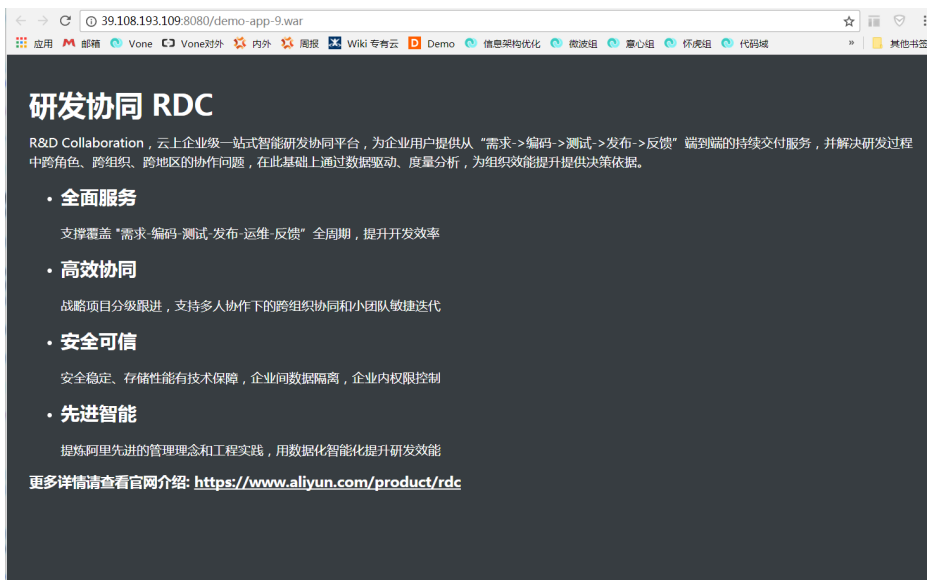 39.108.193.109:8080/demo-app-9.war
应用 邮箱 Vone Vone对外 内外 周报 Wiki 专有云 Demo 信息架构优化 微波组 意心组 怀虎组 代码域 » 其他书签
研发协同 RDC
R&D Collaboration，云上企业级一站式智能研发协同平台，为企业用户提供从“需求->编码->测试->发布->反馈”端到端的持续交付服务，并解决研发过程
中跨角色、跨组织、跨地区的协作问题，在此基础上通过数据驱动、度量分析，为组织效能提升提供决策依据。
• 全面服务
支撑覆盖 "需求-编码-测试-发布-运维-反馈”全周期，提升开发效率
• 高效协同
战略项目分级跟进，支持多人协作下的跨组织协同和小团队敏捷迭代
• 安全可信
安全稳定、存储性能有技术保障，企业间数据隔离，企业内权限控制
• 先进智能
提炼阿里先进的管理理念和工程实践，用数据化智能化提升研发效能
更多详情请查看官网介绍: https://www.aliyun.com/product/rdc